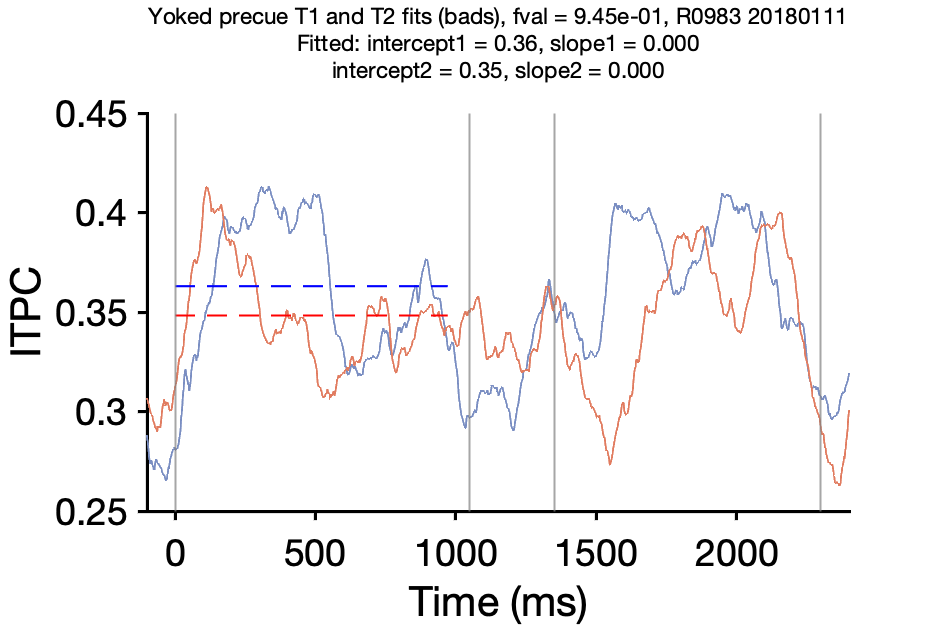 Yoked precue T1 and T2 fits (bads), fval = 9.45e-01, R0983 20180111
Fitted: intercept1 = 0.36, slope1 = 0.000
intercept2 = 0.35, slope2 = 0.000
0.45
0.4
0.35
0.3
0.25
ITPC
0 500 1000 1500 2000
Time (ms)